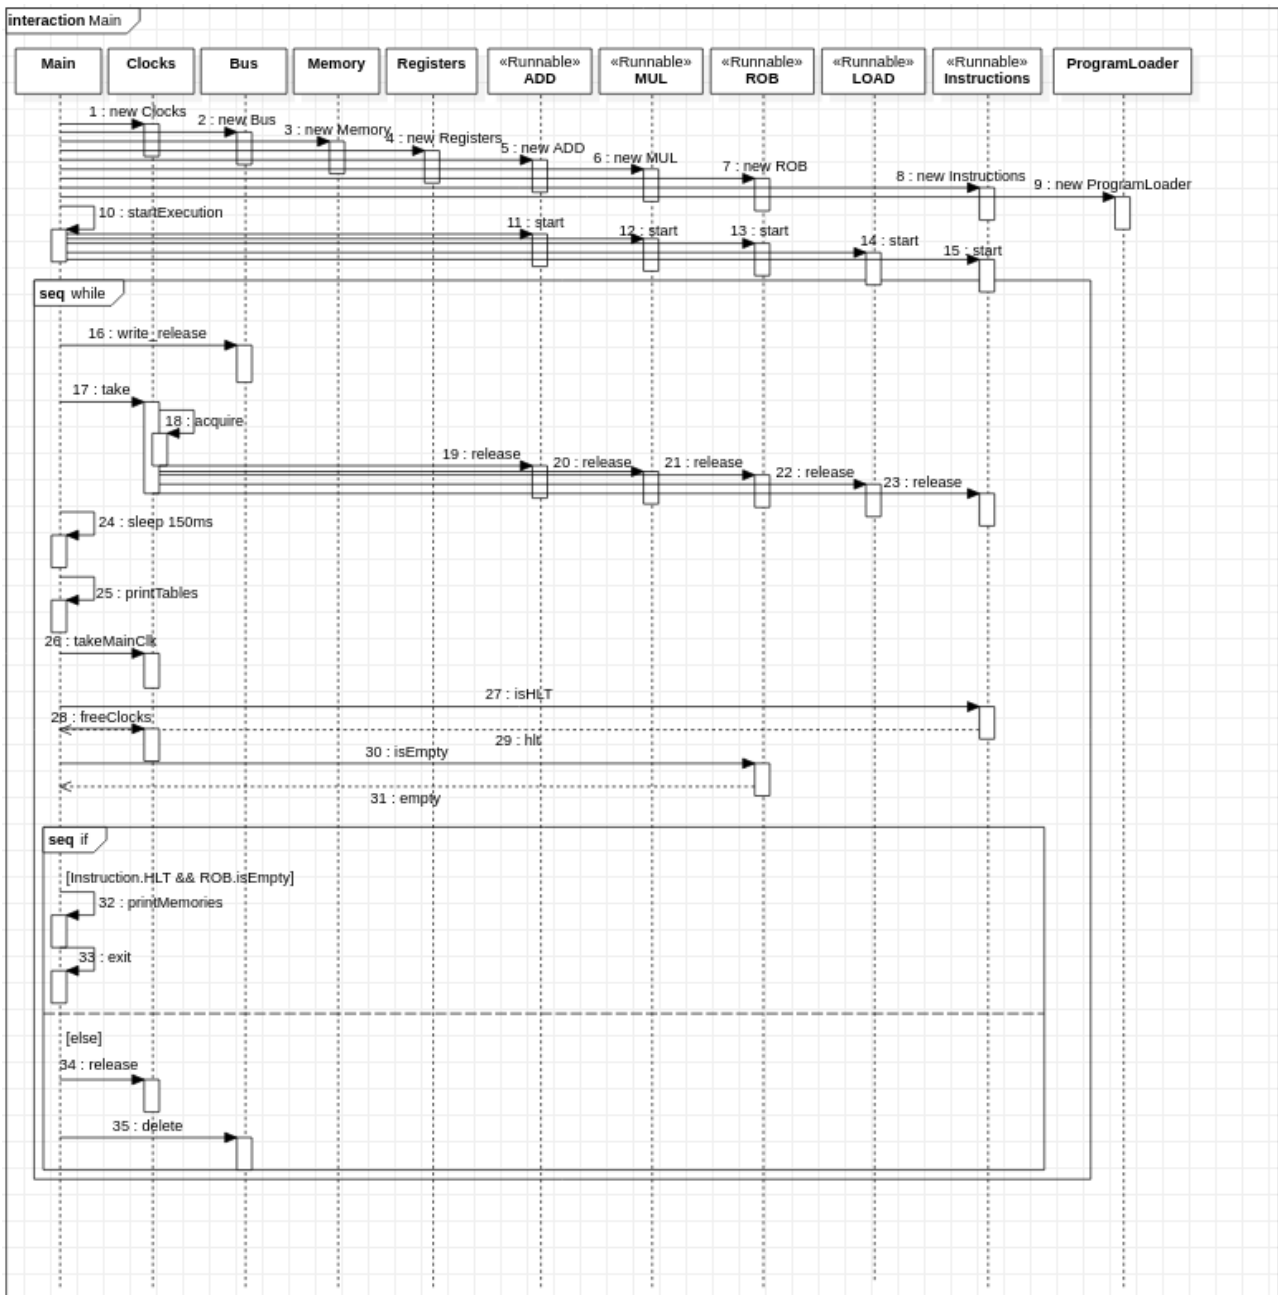 interaction Main
Main
Clocks
Bus
Memory
Registers
«Runnable»
ADD
«Runnable»
MUL
«Runnable»
ROB
«Runnable»
LOAD
«Runnable»
Instructions
ProgramLoader
1 : new Clocks
2 : new Bus
3 : new Memory
4 : new Registers
5 : new ADD
6 : new MUL
7 : new ROB
8 : new Instructions
9 : new ProgramLoader
10 : startExecution
11 : start
12 : start
13 : start
14 : start
15 : start
seq while
16 : write_release
17 : take
18 : acquire
19 : release
20 : release
21 : release
22 : release
23 : release
24 : sleep 150ms
25 : printTables
26 : takeMainClk
27 : isHLT
28 : freeClocks
29 : hlt
30 : isEmpty
31 : empty
seq if
[Instruction.HLT && ROB.isEmpty]
32 : printMemories
33 : exit
[else]
34 : release
35 : delete